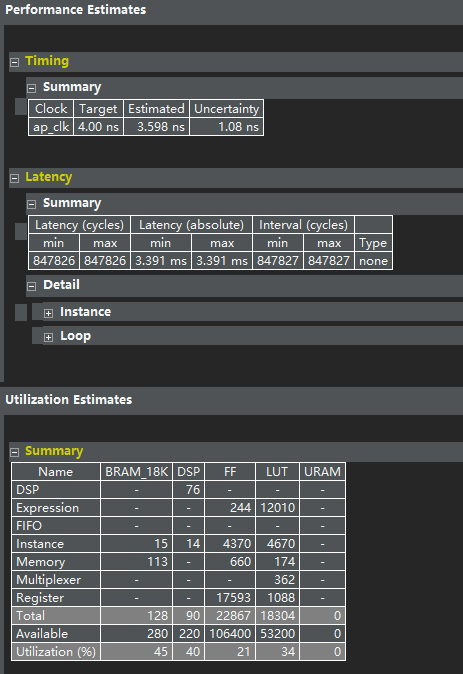 Performance Estimates
Timing
Summary
Clock Target Estimated Uncertainty
ap_clk 4.00 ns 3.598 ns 1.08 ns
Latency
Summary
Latency (cycles) Latency (absolute) Interval (cycles)
min max min max min max Type
847826 847826 3.391 ms 3.391 ms 847827 847827 none
Detail
Instance
Loop
Utilization Estimates
Summary
Name BRAM_18K DSP FF LUT URAM
DSP - 76 - - -
Expression - - 244 12010 -
FIFO - - - - -
Instance 15 14 4370 4670 -
Memory 113 - 660 174 -
Multiplexer - - - 362 -
Register - - 17593 1088 -
Total 128 90 22867 18304 0
Available 280 220 106400 53200 0
Utilization (%) 45 40 21 34 0